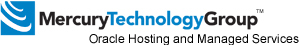 MercuryTechnologyGroup™
Oracle Hosting and Managed Services